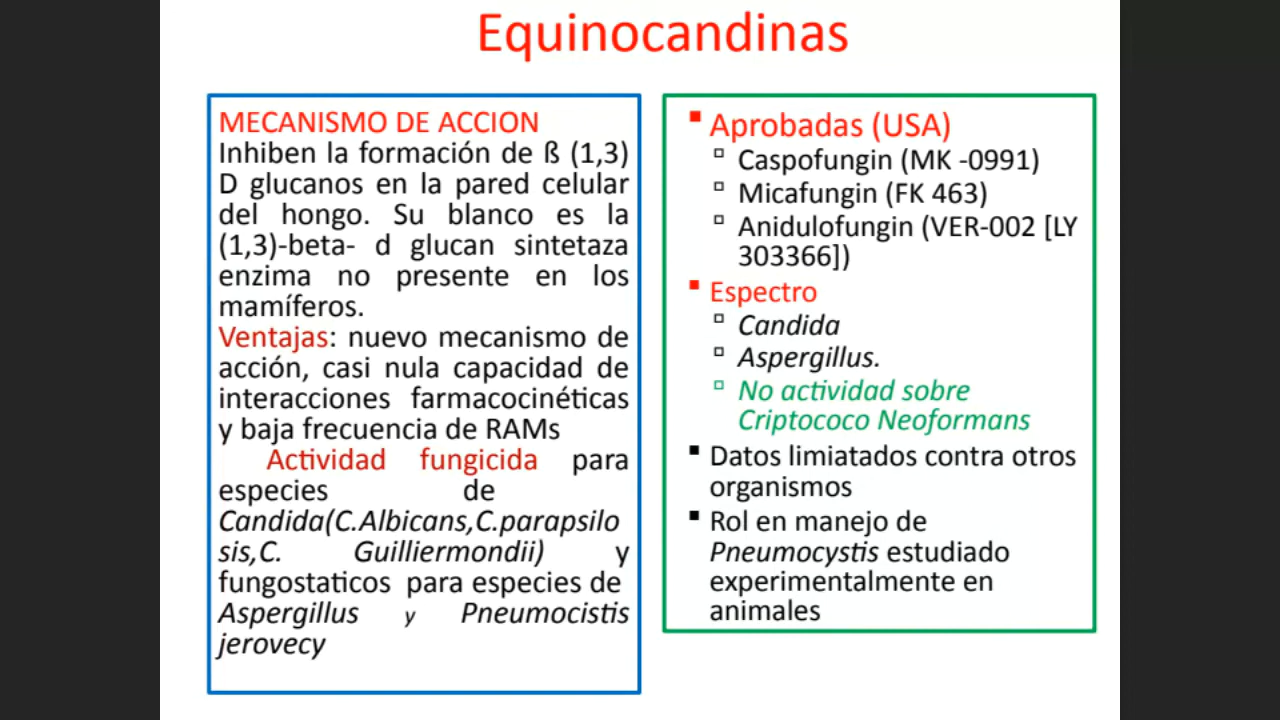 Equinocandinas
MECANISMO DE ACCION
Inhiben la formación de ß (1,3)
D glucanos en la pared celular
del hongo. Su blanco es la
(1,3)-beta- d glucan sintetaza
enzima no presente en los
mamíferos.
Ventajas: nuevo mecanismo de
acción, casi nula capacidad de
interacciones farmacocinéticas
y baja frecuencia de RAMs
Actividad fungicida para
especies de
Candida(C.Albicans,C.parapsilo
sis,C. Guilliermondii) y
fungostaticos para especies de
Aspergillus y Pneumocistis
jerovecy
Aprobadas (USA)
Caspofungin (MK -0991)
Micafungin (FK 463)
Anidulofungin (VER-002 [LY
303366])
Espectro
Candida
Aspergillus.
No actividad sobre
Criptococo Neoformans
Datos limiatados contra otros
organismos
Rol en manejo de
Pneumocystis estudiado
experimentalmente en
animales